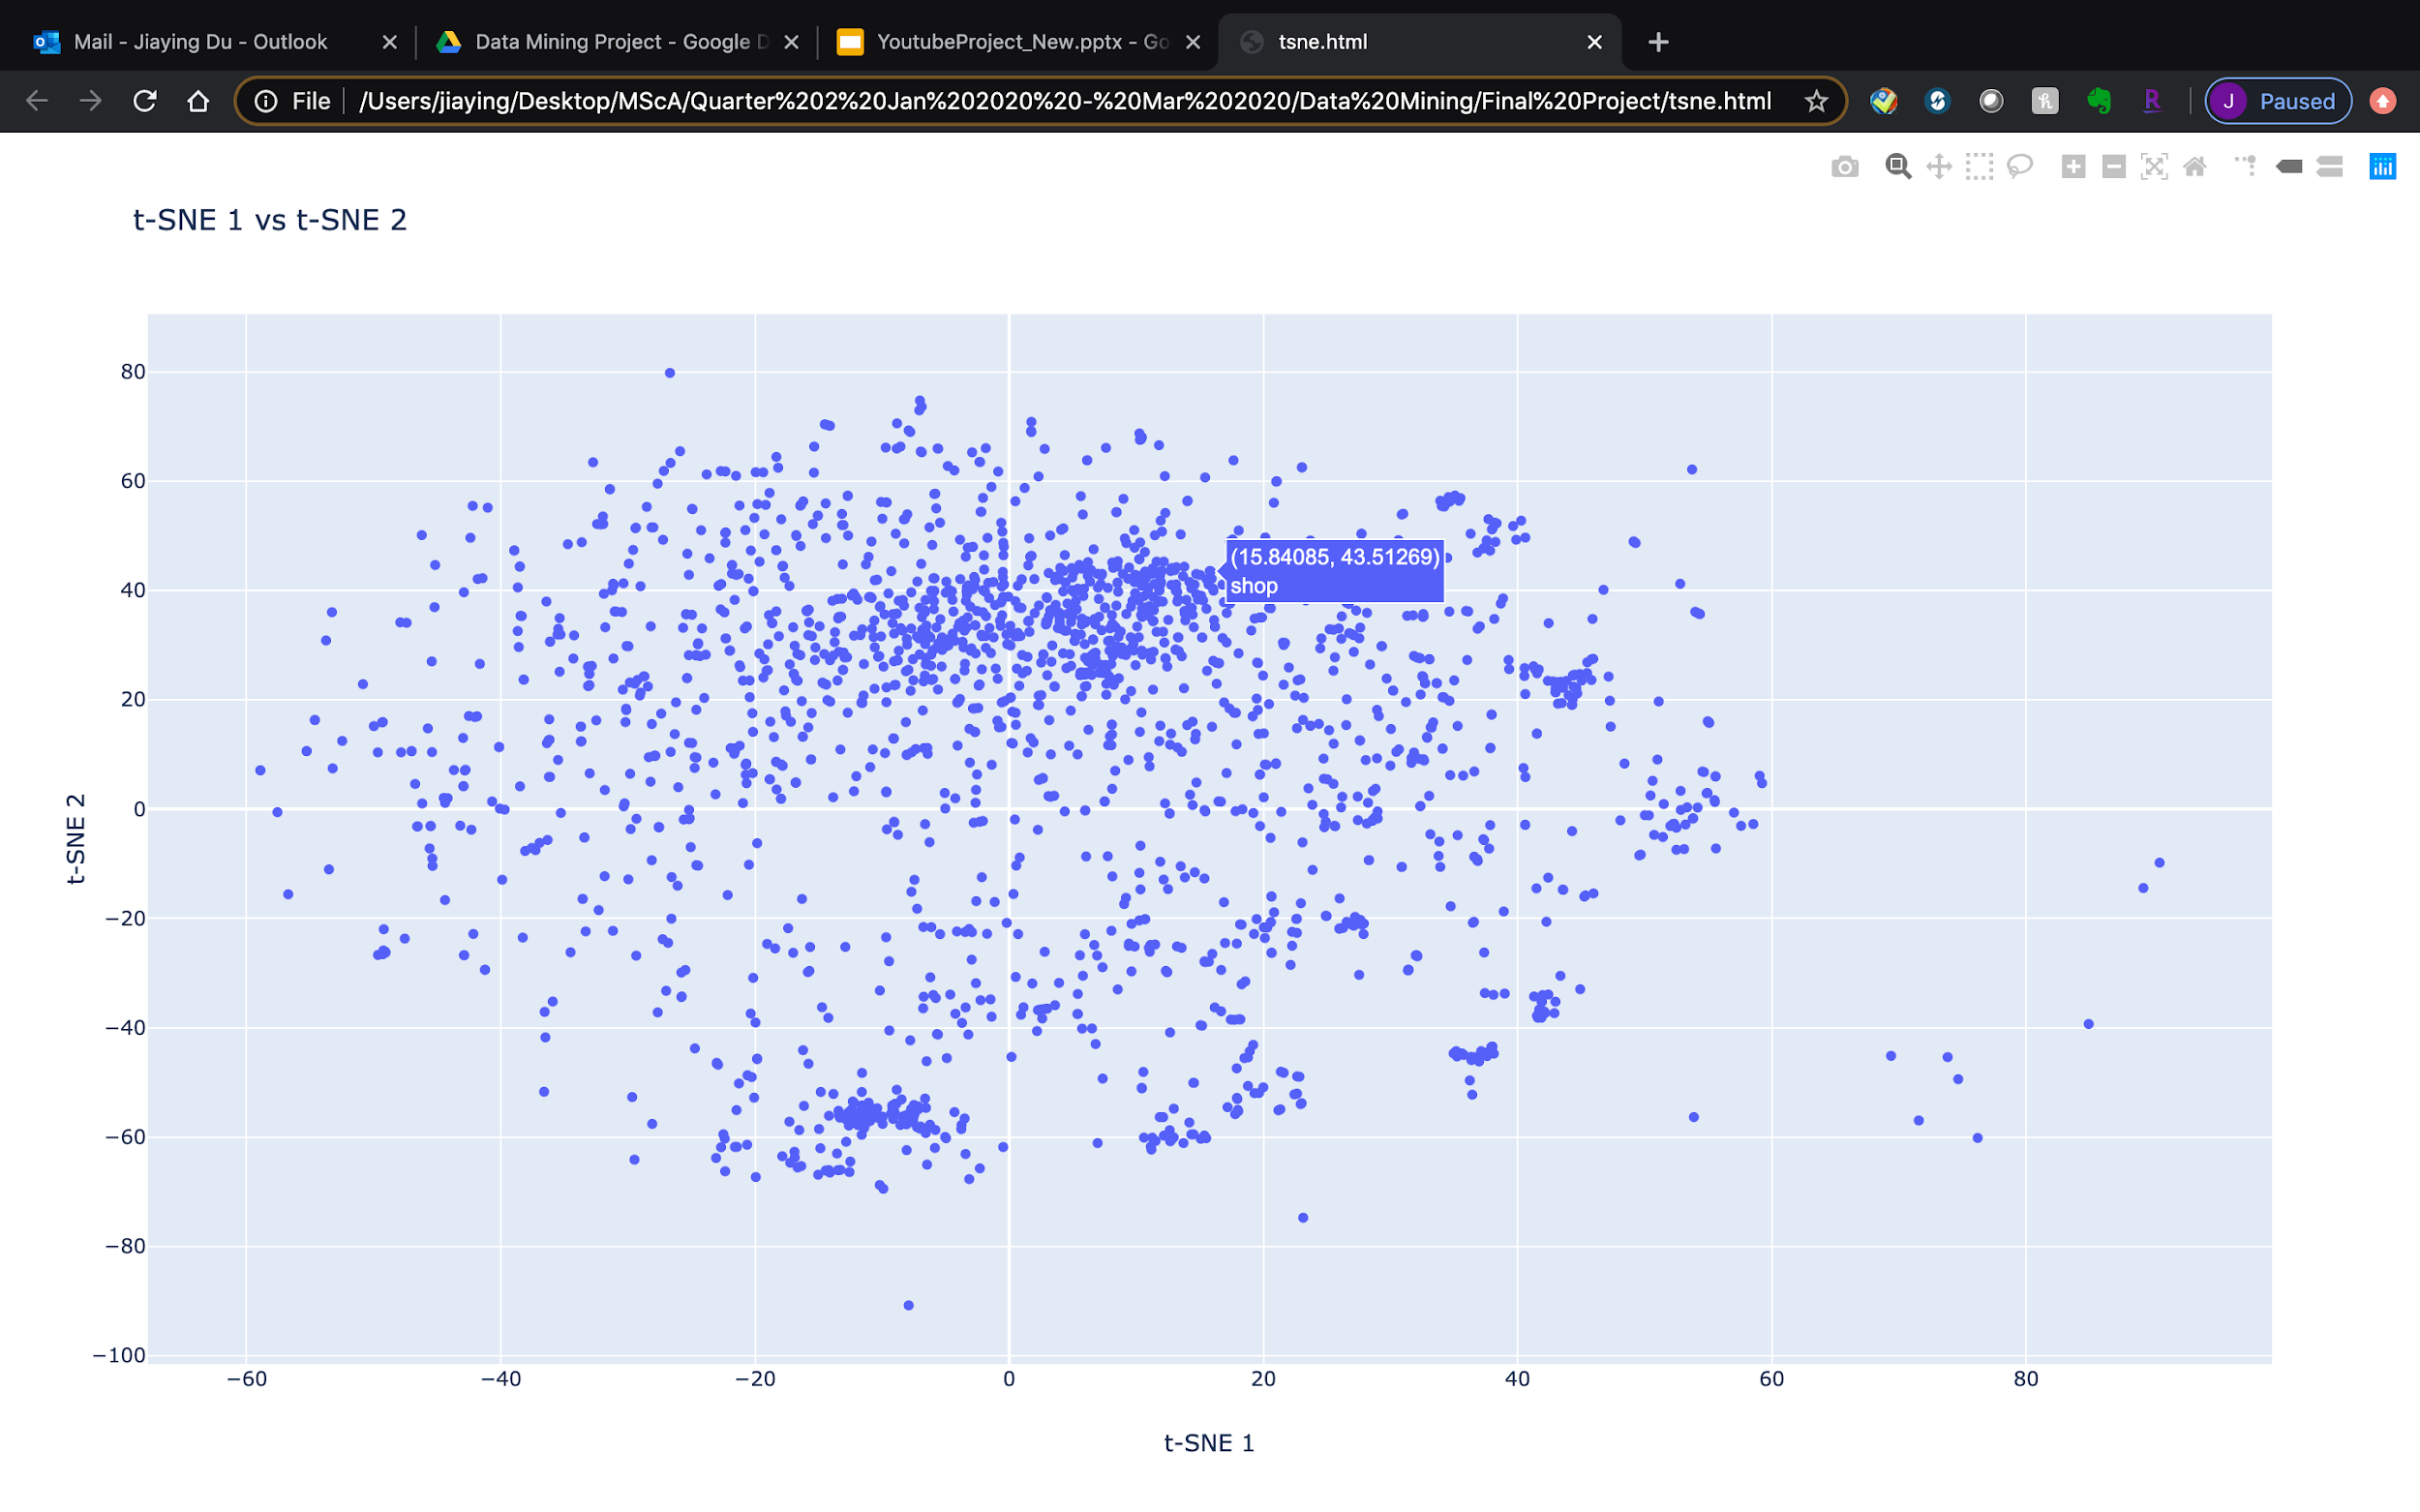 Mail - Jiaying Du - Outlook
Data Mining Project - Google D
YoutubeProject_New.pptx - Go
tsne.html
File /Users/jiaying/Desktop/MScA/Quarter%202%20Jan%202020%20-%20Mar%202020/Data%20Mining/Final%20Project/tsne.html
h
R
J Paused
t-SNE 1 vs t-SNE 2
80
60
40
20
0
−20
−40
−60
−80
−100
t-SNE 2
(15.84085, 43.51269)
shop
−60 −40 −20 0 20 40 60 80
t-SNE 1